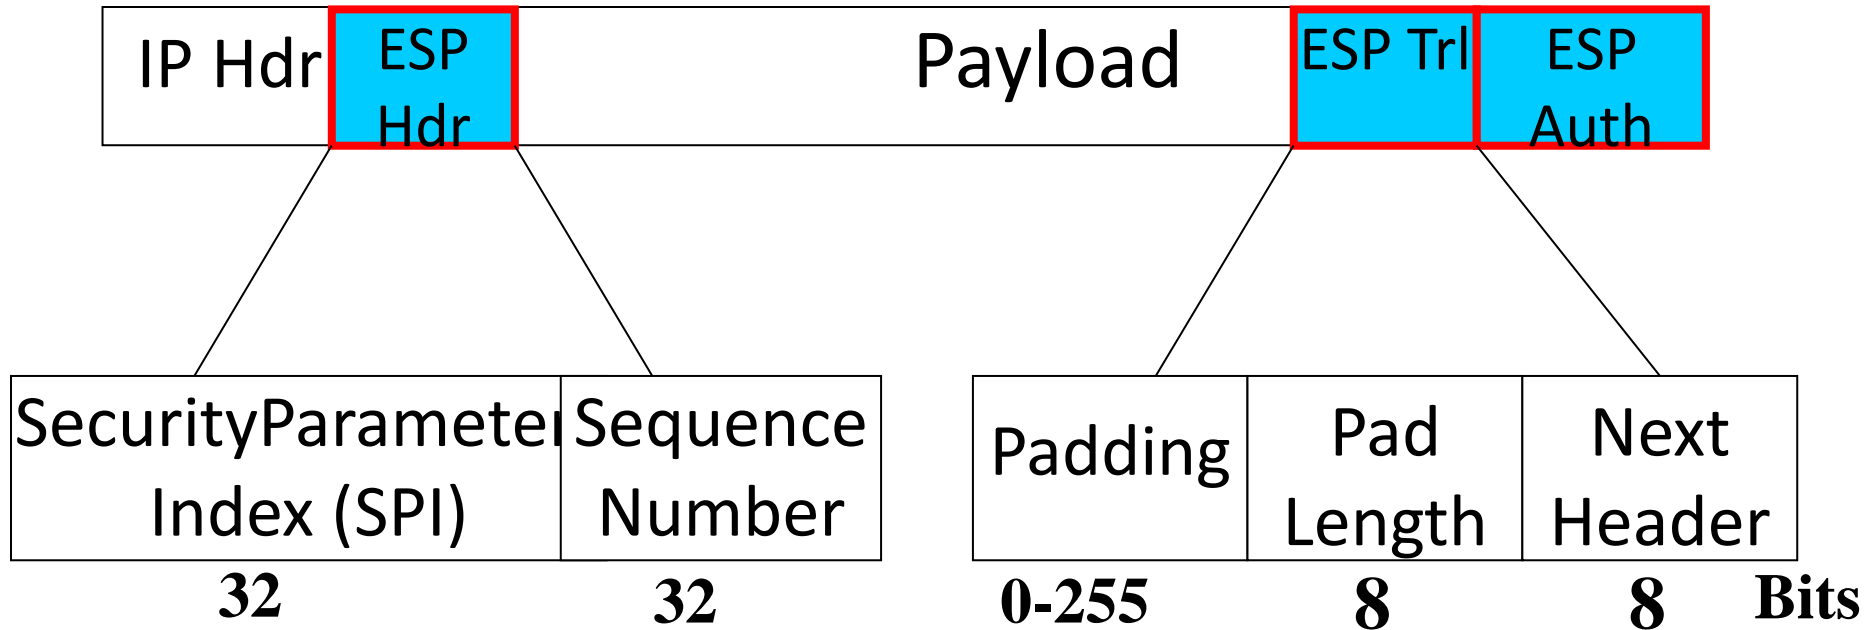 IP Hdr ESP Payload ESP Trl ESP
Hdr Auth
SecurityParameter Sequence Padding Pad Next
Index (SPI) Number Length Header
32 32 0-255 8 8 Bits